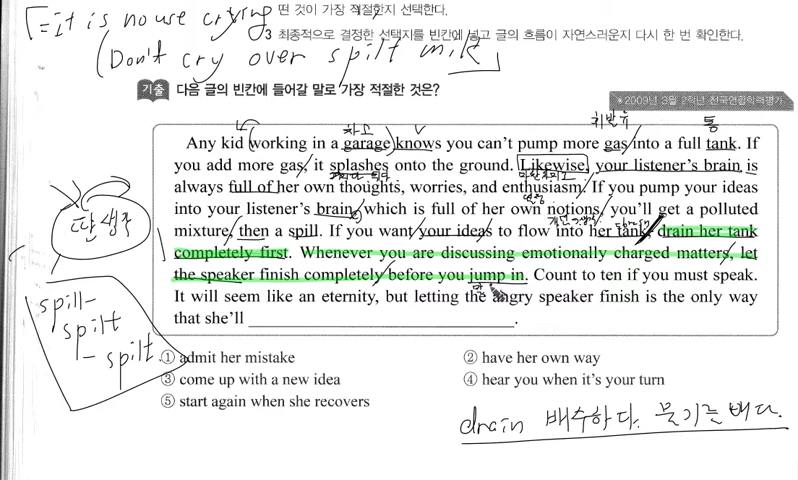 떤 것이 가장 적절한지 선택한다.
= it is no use crying
3 최종적으로 결정한 선택지를 빈칸에 넣고 글의 흐름이 자연스러운지 다시 한 번 확인한다.
(Don't cry over spilt milk
기출 다음 글의 빈칸에 들어갈 말로 가장 적절한 것은?
*2009년 3월 2학년 전국연합학력평가
차고 휘발유 통
Any kid working in a garage knows you can't pump more gas into a full tank. If
you add more gas, it splashes onto the ground. Likewise, your listener's brain is
마찬가지로
always full of her own thoughts, worries, and enthusiasm. If you pump your ideas
열정
into your listener's brain, which is full of her own notions, you'll get a polluted
딴생각
mixture, then a spill. If you want your ideas to flow into her tank, drain her tank
completely first. Whenever you are discussing emotionally charged matters, let
the speaker finish completely before you jump in. Count to ten if you must speak.
It will seem like an eternity, but letting the angry speaker finish is the only way
that she'll .
spill-
spilt
- spilt
① admit her mistake
② have her own way
③ come up with a new idea
④ hear you when it's your turn
⑤ start again when she recovers
drain 배수하다. 물기를 빼다.